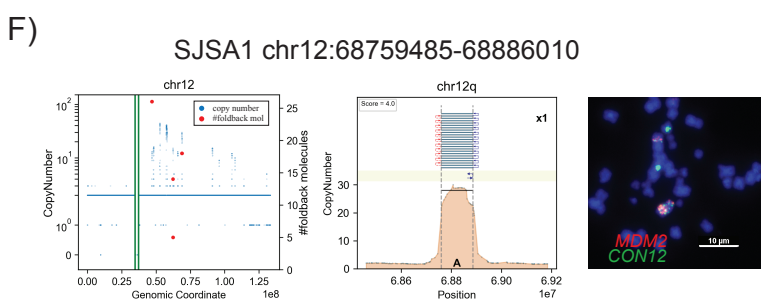 F)
SJSA1 chr12:68759485-68886010
chr12
copy number
#foldback mol
CopyNumber
10²
10¹
10⁰
0
25
20
15
10
5
0
#foldback molecules
0.00 0.25 0.50 0.75 1.00 1.25
Genomic Coordinate 1e8
chr12q
Score = 4.0
x1
CopyNumber
30
20
10
0
A
6.86 6.88 6.90 6.92
Position 1e7
MDM2
CON12
10 μm